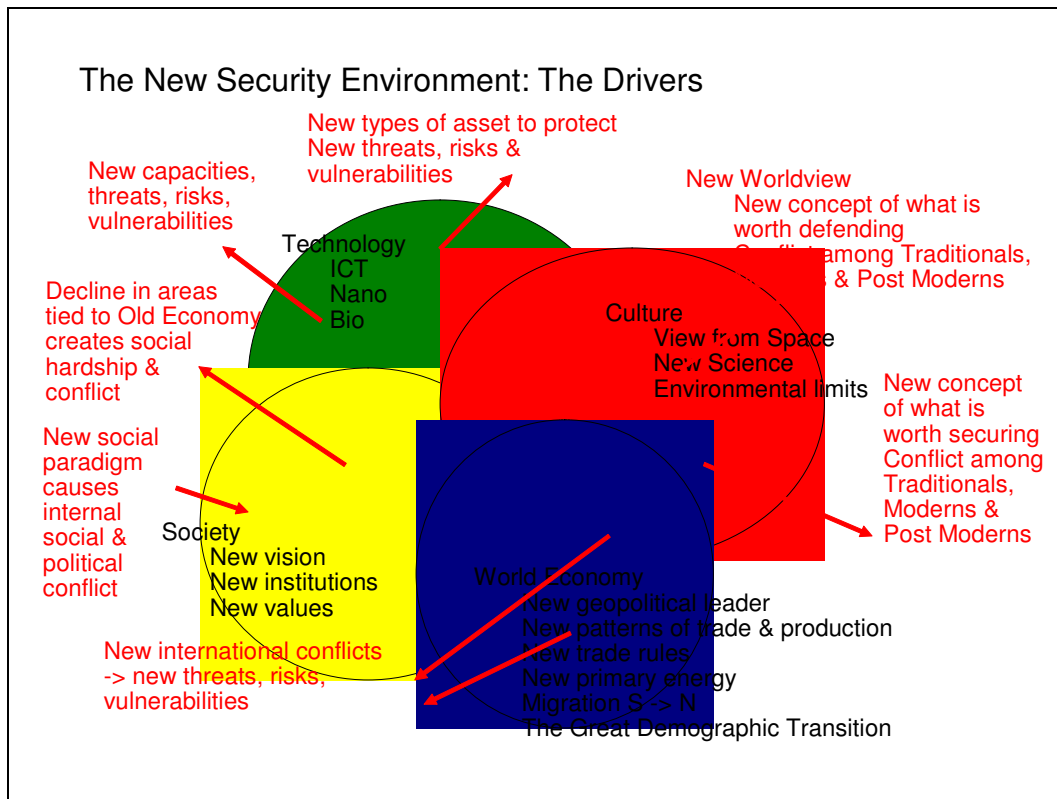 The New Security Environment: The Drivers
New types of asset to protect
New threats, risks &
vulnerabilities
New capacities,
threats, risks,
vulnerabilities
New Worldview
New concept of what is
worth defending
Conflict among Traditionals,
& Post Moderns
Technology
ICT
Nano
Bio
Decline in areas
tied to Old Economy
creates social
hardship &
conflict
Culture
View from Space
New Science
Environmental limits
New concept
of what is
worth securing
Conflict among
Traditionals,
Moderns &
Post Moderns
New social
paradigm
causes
internal
social &
political
conflict
Society
New vision
New institutions
New values
World Economy
New geopolitical leader
New patterns of trade & production
New trade rules
New primary energy
Migration S -> N
The Great Demographic Transition
New international conflicts
-> new threats, risks,
vulnerabilities